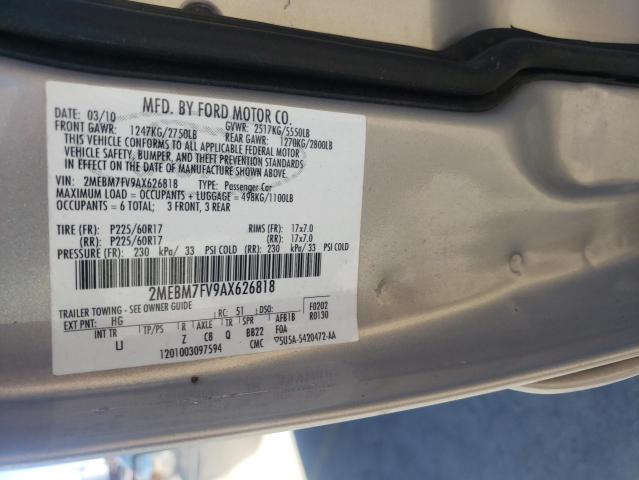 MFD. BY FORD MOTOR CO.
DATE: 03/10 GVWR: 2517KG/5550LB
FRONT GAWR: 1247KG/2750LB REAR GAWR: 1270KG/2800LB
THIS VEHICLE CONFORMS TO ALL APPLICABLE FEDERAL MOTOR
VEHICLE SAFETY, BUMPER, AND THEFT PREVENTION STANDARDS
IN EFFECT ON THE DATE OF MANUFACTURE SHOWN ABOVE.
VIN: 2MEBM7FV9AX626818 TYPE: Passenger Car
MAXIMUM LOAD = OCCUPANTS + LUGGAGE = 498KG/1100LB
OCCUPANTS = 6 TOTAL; 3 FRONT, 3 REAR
TIRE (FR): P225/60R17 RIMS (FR): 17x7.0
(RR): P225/60R17 (RR): 17x7.0
PRESSURE (FR): 230 kPa/ 33 PSI COLD (RR): 230 kPa/ 33 PSI COLD
2MEBM7FV9AX626818
TRAILER TOWING - SEE OWNER GUIDE
EXT PNT: HG RC: 51 DSO: F0202
INT TR TP/PS R AXLE TR SPR AFB1B R0130
LJ Z CB Q BB22 FOA
1201003097594 CMC ▽5U5A-5420472-AA